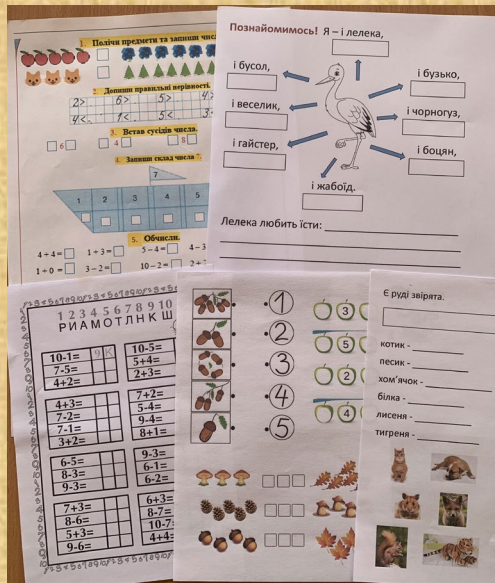 1. Полічи предмети та запиши
2. Допиши правильні нерівності.
2> 6> 5> 4>
4< 1< 5< 3
3. Встав сусідів числа.
6 4 8
4. Запиши склад числа 7.
7
1 2 3 4 5
5. Обчисли.
4+4= 1+3= 5-4= 4-3
1+0= 3-2= 10-2= 2+
Познайомимось! Я – і лелека,
і бусол,
і бузько,
і веселик,
і чорногуз,
і гайстер,
і боцян,
і жабоїд.
Лелека любить їсти:
1 2 3 4 5 6 7 8 9 10
Р И А М О Т Л Н К Ш
10-1= 9 К
7-5=
4+2=
10-5=
5+4=
2+3=
4+3=
7-2=
7-1=
3+2=
7+2=
5-4=
9-4=
8+1=
6-5=
8-3=
9-3=
9-3=
6-1=
6-2=
7+3=
8-6=
5+3=
9-6=
6+3=
8-7=
10-7=
4+4=
1
2
3
4
5
3
5
2
4
Є руді звірята.
котик -
песик -
хом'ячок -
білка -
лисеня -
тигреня -